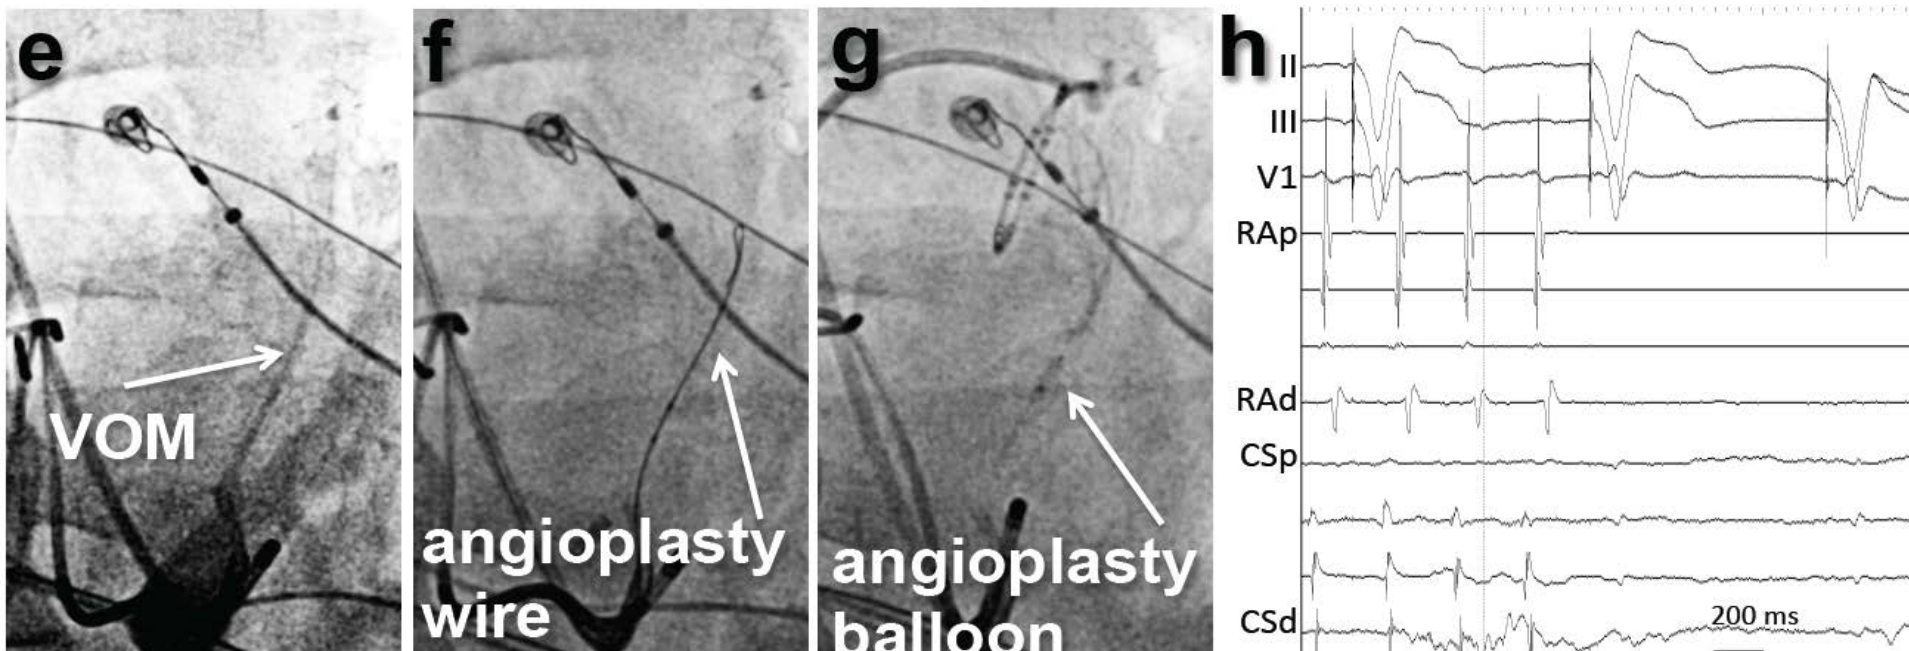 e
VOM
f
angioplasty
wire
g
angioplasty
balloon
h
II
III
V1
RAp
RAd
CSp
CSd
200 ms